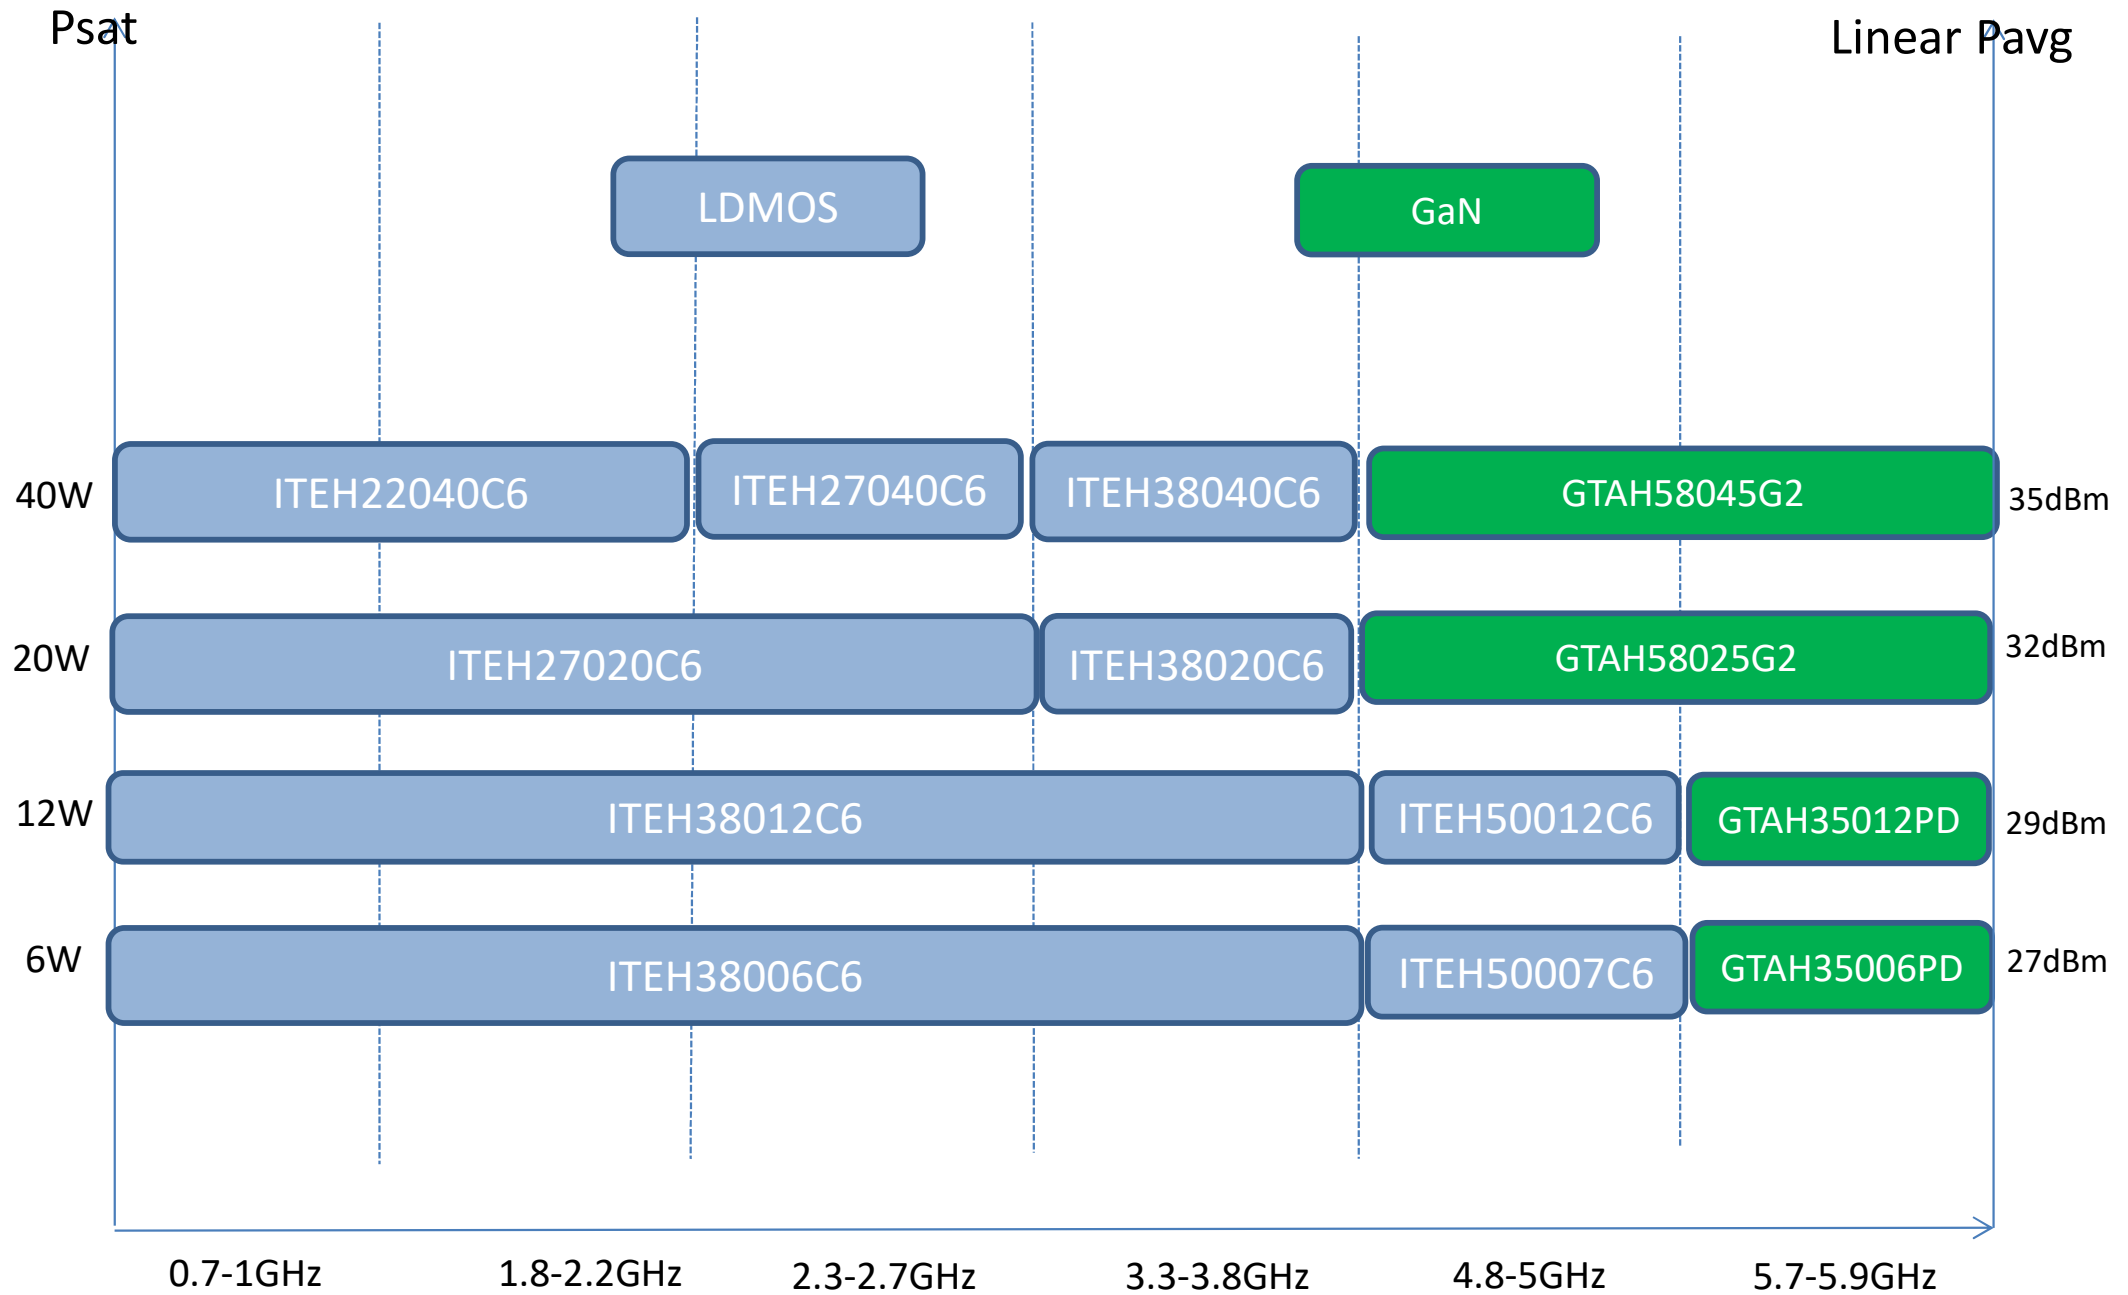 Psat
Linear Pavg
LDMOS
GaN
40W
ITEH22040C6
ITEH27040C6
ITEH38040C6
GTAH58045G2
35dBm
20W
ITEH27020C6
ITEH38020C6
GTAH58025G2
32dBm
12W
ITEH38012C6
ITEH50012C6
GTAH35012PD
29dBm
6W
ITEH38006C6
ITEH50007C6
GTAH35006PD
27dBm
0.7-1GHz
1.8-2.2GHz
2.3-2.7GHz
3.3-3.8GHz
4.8-5GHz
5.7-5.9GHz